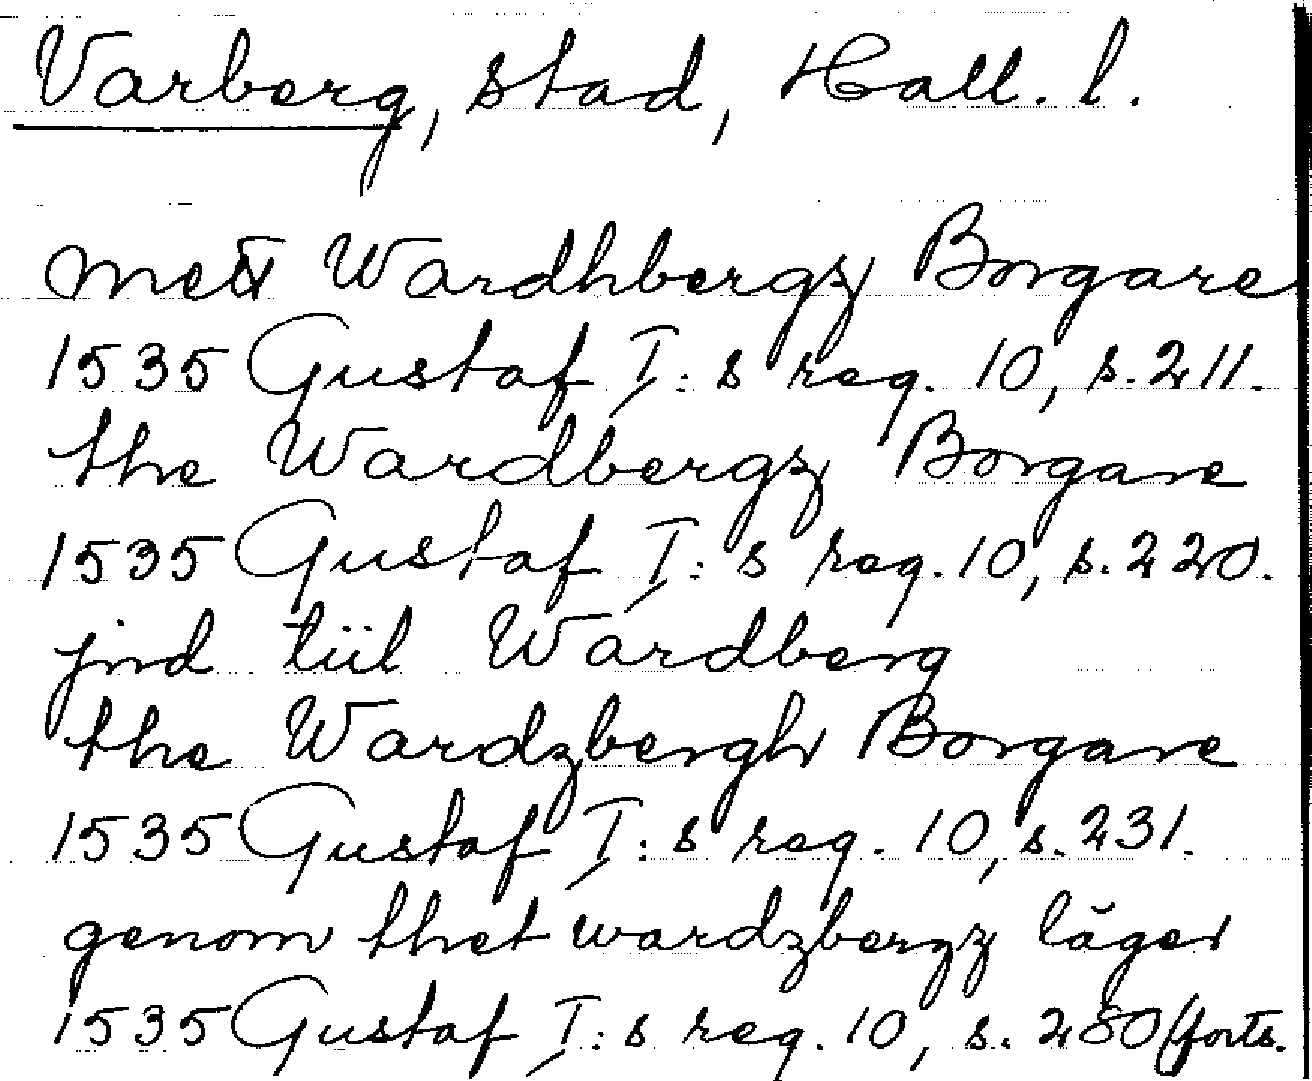 Varberg, stad, Hall. l.
mett Wardhbergz Borgare
1535 Gustaf I:s reg. 10, s. 211.
the Wardbergz Borgare
1535 Gustaf I:s reg. 10, s. 220.
jnd tiil Wardberg
the Wardzbergh Borgare
1535 Gustaf I:s reg. 10, s. 231.
genom thet wardzbergz läger
1535 Gustaf I:s reg. 10, s. 280 (forts.